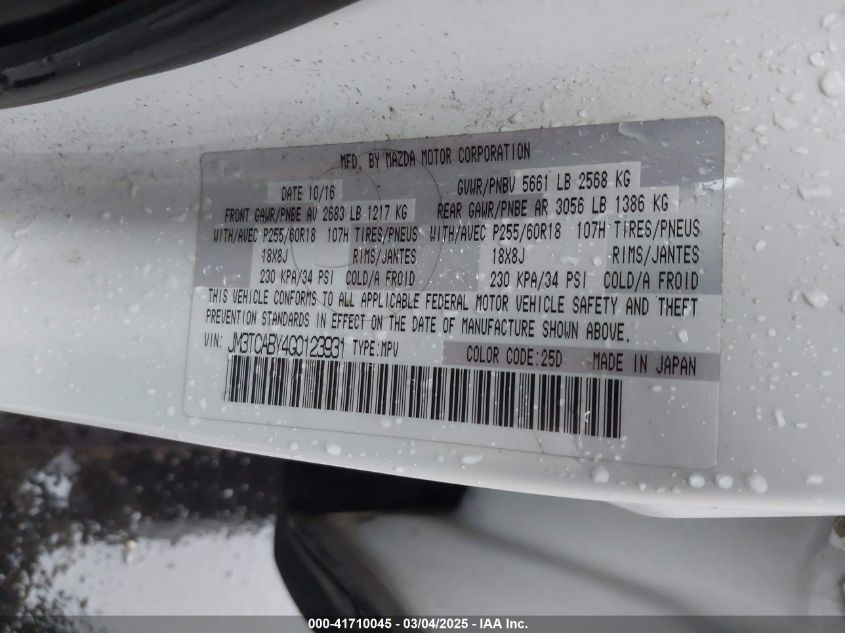 MFD. BY MAZDA MOTOR CORPORATION
DATE 10/16 GVWR/PNBV 5661 LB 2568 KG
FRONT GAWR/PNBE AV 2683 LB 1217 KG REAR GAWR/PNBE AR 3056 LB 1386 KG
WITH/AVEC P255/60R18 107H TIRES/PNEUS WITH/AVEC P255/60R18 107H TIRES/PNEUS
18X8J RIMS/JANTES 18X8J RIMS/JANTES
230 KPA/34 PSI COLD/A FROID 230 KPA/34 PSI COLD/A FROID
THIS VEHICLE CONFORMS TO ALL APPLICABLE FEDERAL MOTOR VEHICLE SAFETY AND THEFT
PREVENTION STANDARDS IN EFFECT ON THE DATE OF MANUFACTURE SHOWN ABOVE.
VIN: JM3TCABY4G0123931 TYPE:MPV COLOR CODE:25D MADE IN JAPAN
000-41710045 - 03/04/2025 - IAA Inc.